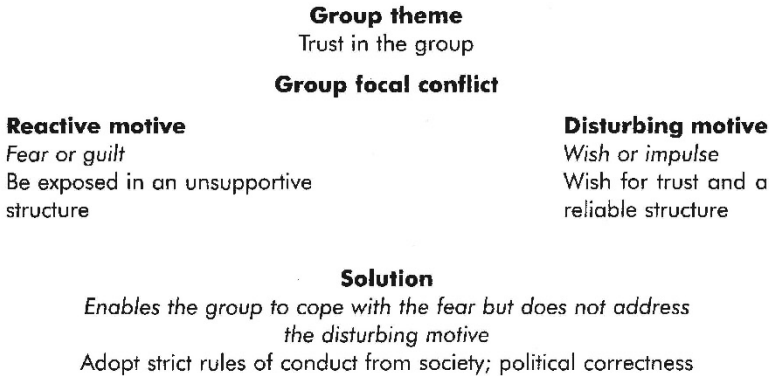 Group theme
Trust in the group
Group focal conflict
Reactive motive
Fear or guilt
Be exposed in an unsupportive
structure
Disturbing motive
Wish or impulse
Wish for trust and a
reliable structure
Solution
Enables the group to cope with the fear but does not address
the disturbing motive
Adopt strict rules of conduct from society; political correctness